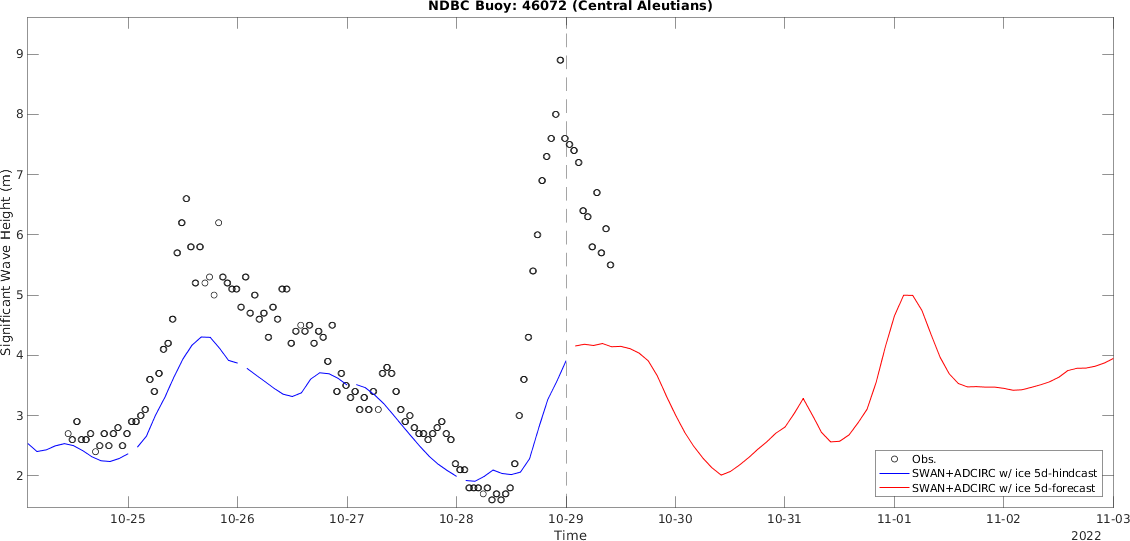 NDBC Buoy: 46072 (Central Aleutians)
Significant Wave Height (m)
9
8
7
6
5
4
3
2
Obs.
SWAN+ADCIRC w/ ice 5d-hindcast
SWAN+ADCIRC w/ ice 5d-forecast
10-25 10-26 10-27 10-28 10-29 10-30 10-31 11-01 11-02 11-03
Time
2022